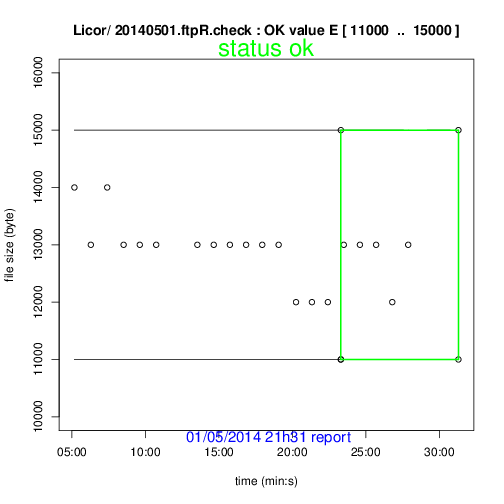 Licor/ 20140501.ftpR.check : OK value E [ 11000 .. 15000 ]
status ok
16000
15000
14000
13000
12000
11000
10000
file size (byte)
01/05/2014 21h31 report
05:00 10:00 15:00 20:00 25:00 30:00
time (min:s)